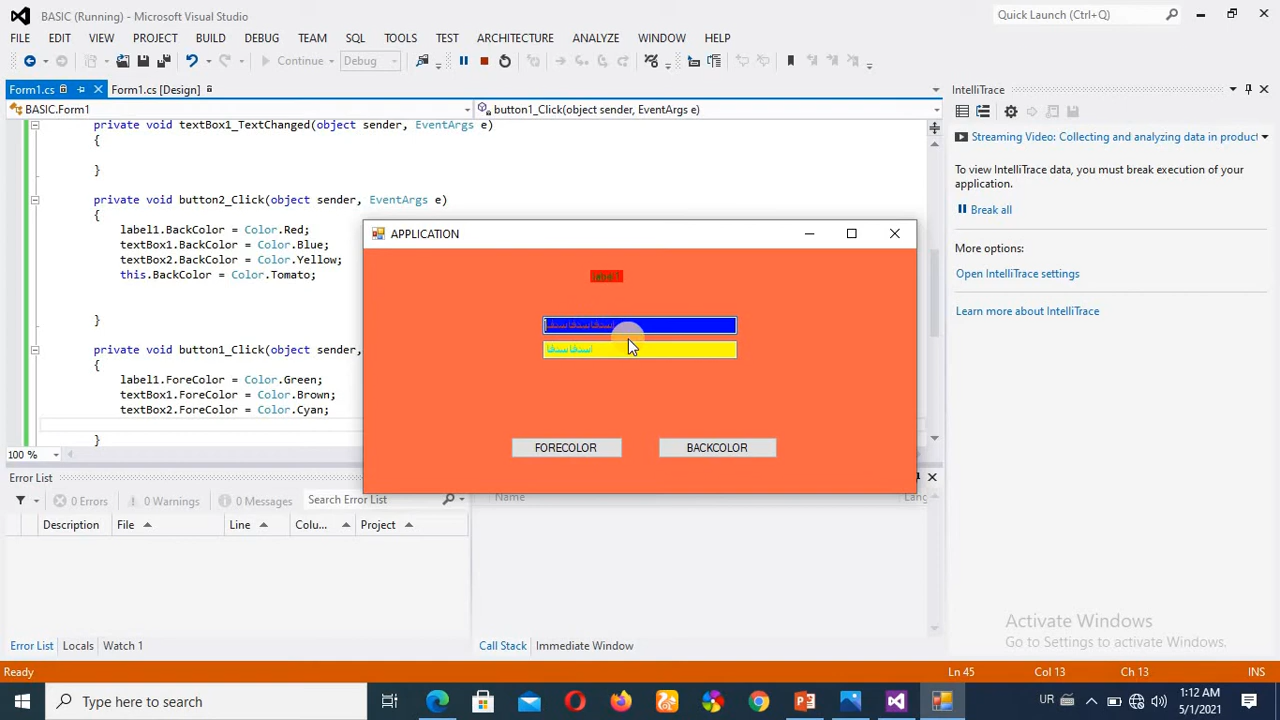 BASIC (Running) - Microsoft Visual Studio
Quick Launch (Ctrl+Q)
FILE EDIT VIEW PROJECT BUILD DEBUG TEAM SQL TOOLS TEST ARCHITECTURE ANALYZE WINDOW HELP
Continue Debug
Form1.cs Form1.cs [Design]
BASIC.Form1 button1_Click(object sender, EventArgs e)
private void textBox1_TextChanged(object sender, EventArgs e)
{
}
private void button2_Click(object sender, EventArgs e)
{
label1.BackColor = Color.Red;
textBox1.BackColor = Color.Blue;
textBox2.BackColor = Color.Yellow;
this.BackColor = Color.Tomato;
}
private void button1_Click(object sender,
{
label1.ForeColor = Color.Green;
textBox1.ForeColor = Color.Brown;
textBox2.ForeColor = Color.Cyan;
}
100 %
APPLICATION
label1
FORECOLOR BACKCOLOR
IntelliTrace
Streaming Video: Collecting and analyzing data in product
To view IntelliTrace data, you must break execution of your
application.
Break all
More options:
Open IntelliTrace settings
Learn more about IntelliTrace
Error List
0 Errors 0 Warnings 0 Messages Search Error List
Description File Line Colu... Project
Name Lang
Error List Locals Watch 1
Call Stack Immediate Window
Activate Windows
Go to Settings to activate Windows.
Ready Ln 45 Col 13 Ch 13 INS
Type here to search
UR 1:12 AM
5/1/2021